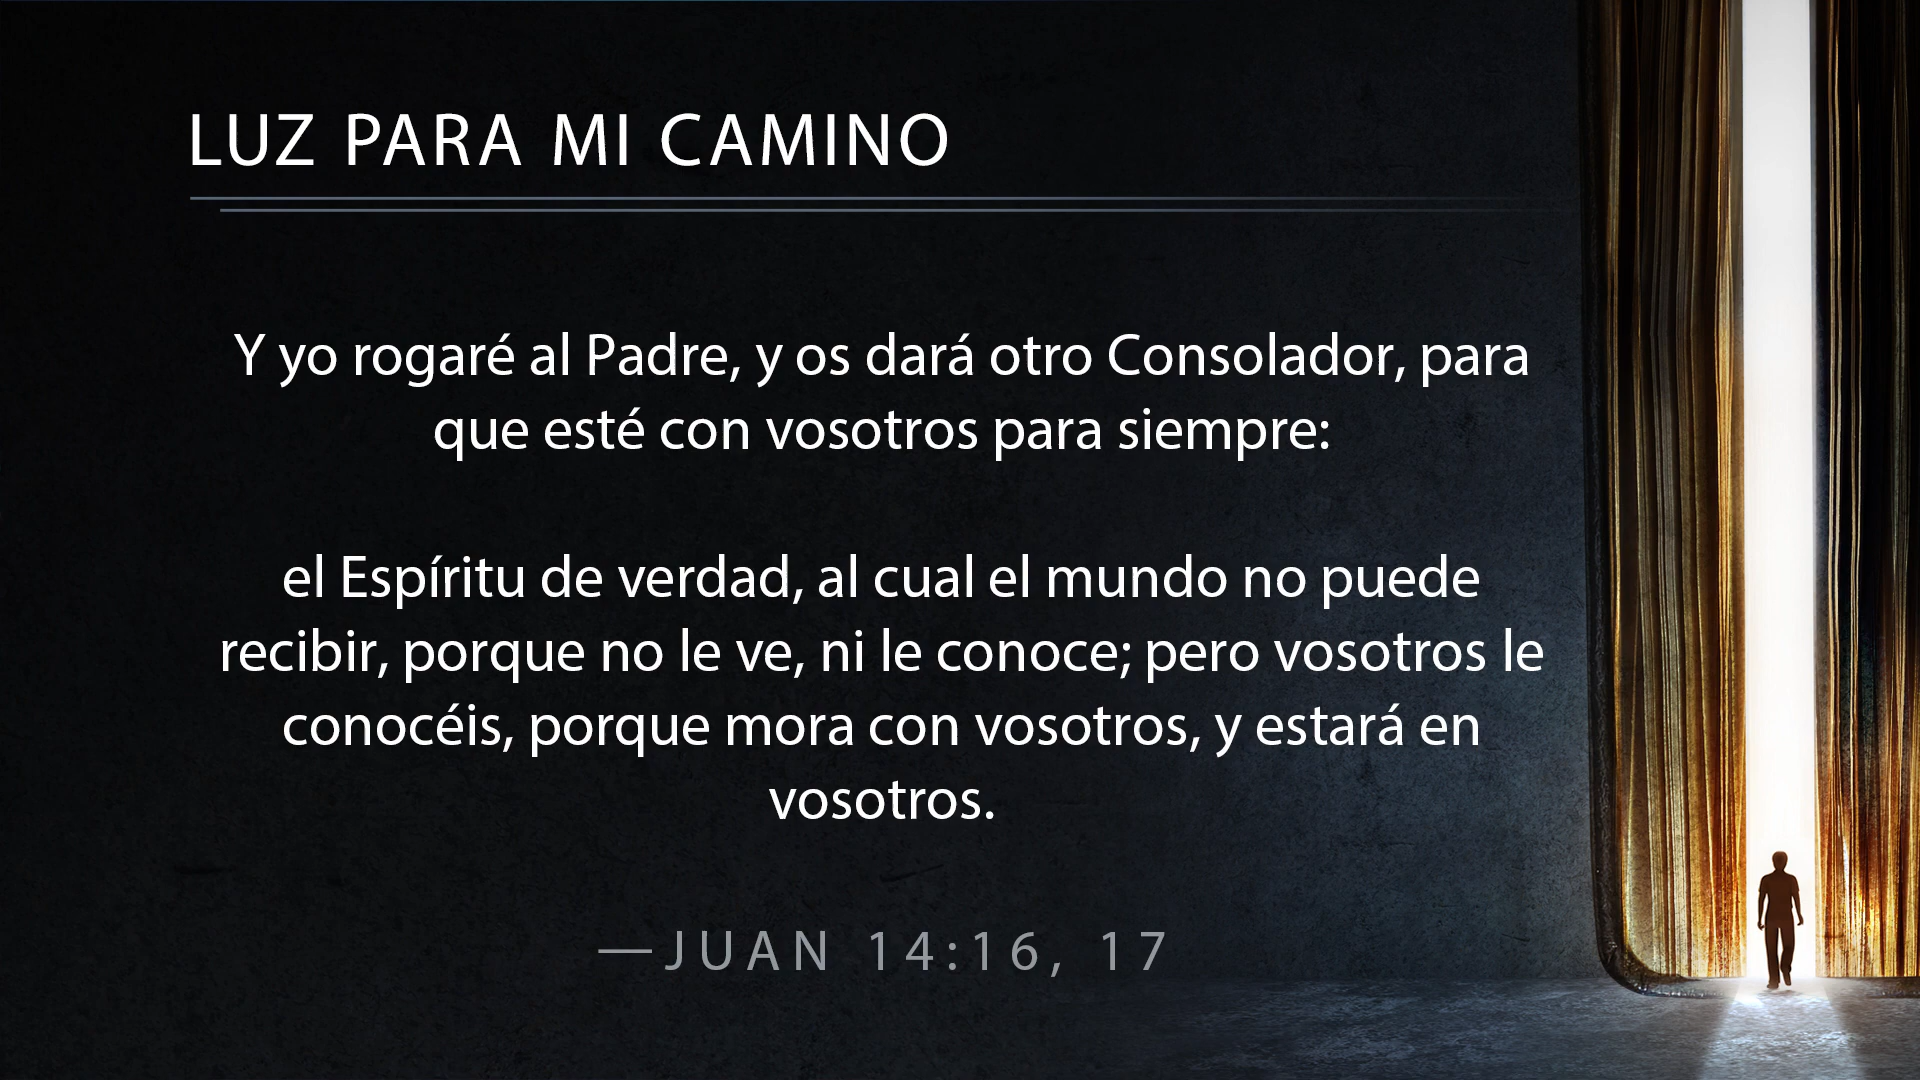 LUZ PARA MI CAMINO
Y yo rogaré al Padre, y os dará otro Consolador, para
que esté con vosotros para siempre:
el Espíritu de verdad, al cual el mundo no puede
recibir, porque no le ve, ni le conoce; pero vosotros le
conocéis, porque mora con vosotros, y estará en
vosotros.
—JUAN 14:16, 17